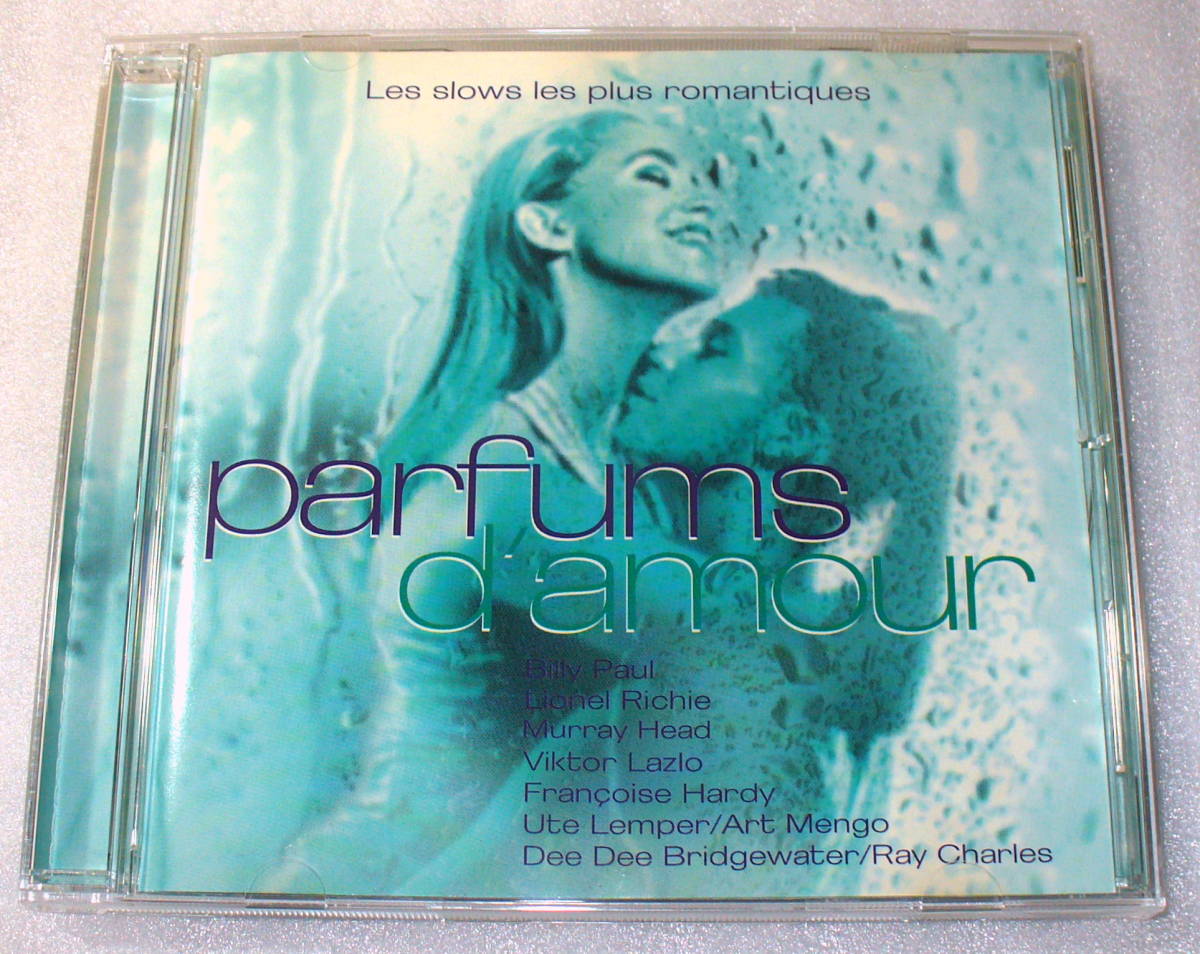 Les slows les plus romantiques
parfums
d'amour
Billy Paul
Lionel Richie
Murray Head
Viktor Lazlo
Françoise Hardy
Ute Lemper/Art Mengo
Dee Dee Bridgewater/Ray Charles